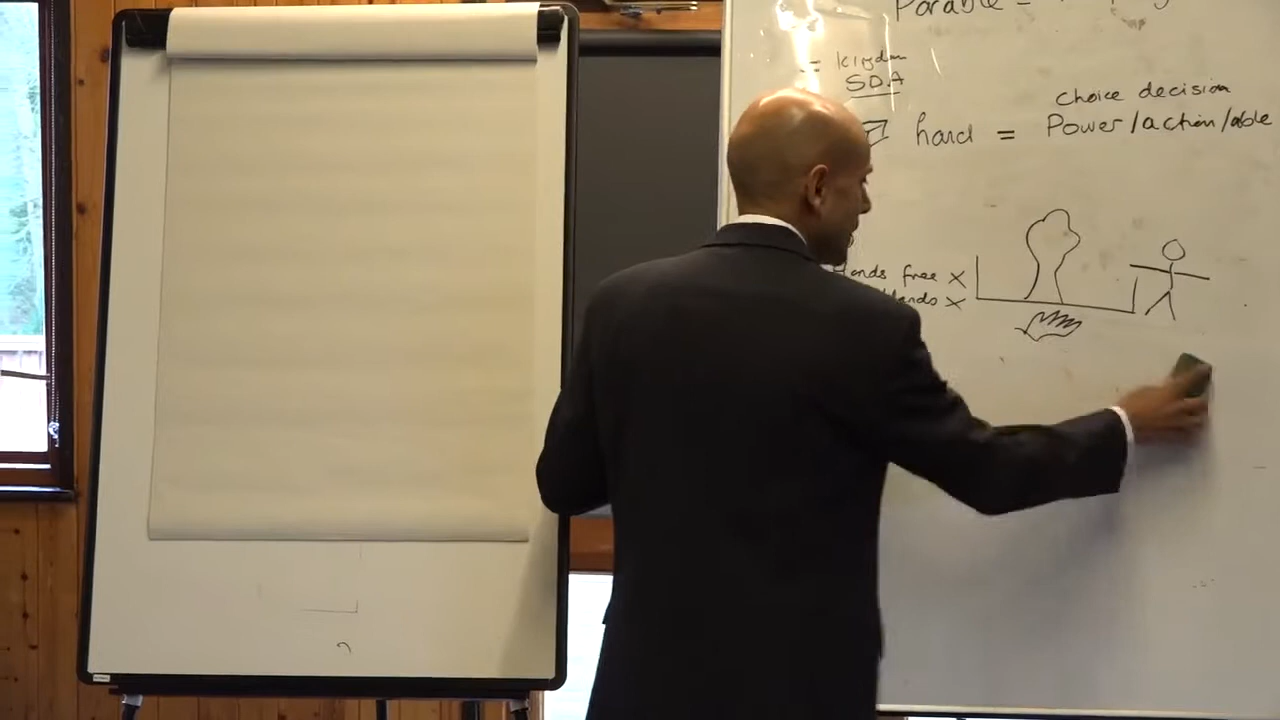 Parable =
= kingdom
SDA
choice decision
hand = Power/action/able
Hands free x
Hands x